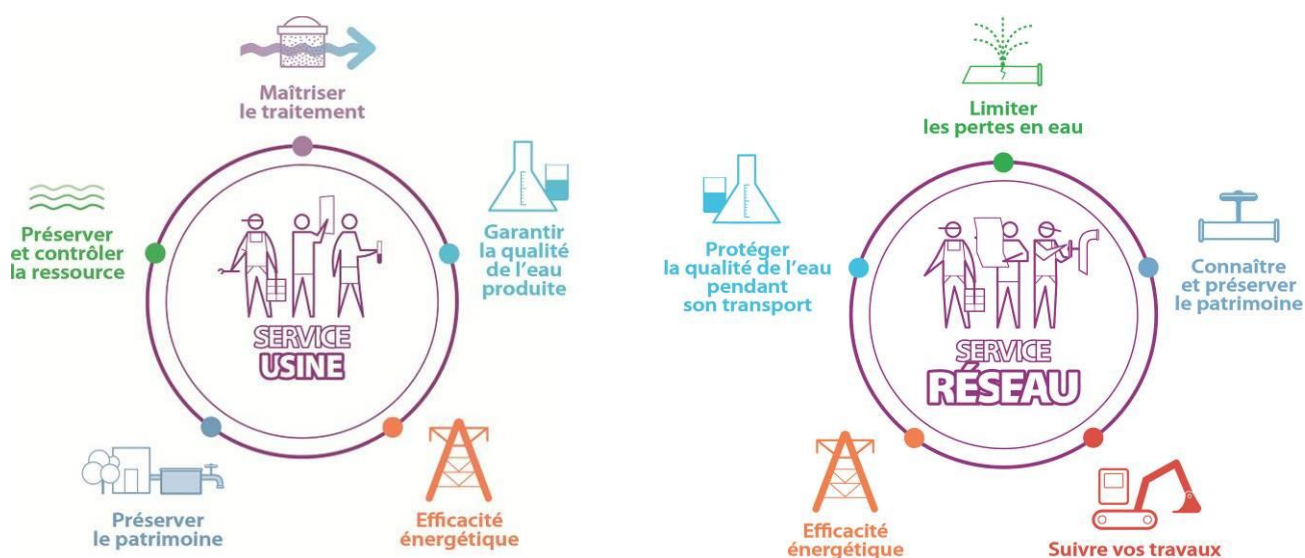 Maîtriser
le traitement
Préserver
et contrôler
la ressource
Garantir
la qualité
de l'eau
produite
SERVICE
USINE
Préserver
le patrimoine
Efficacité
énergétique
Limiter
les pertes en eau
Protéger
la qualité de l'eau
pendant
son transport
Connaître
et préserver
le patrimoine
SERVICE
RÉSEAU
Efficacité
énergétique
Suivre vos travaux